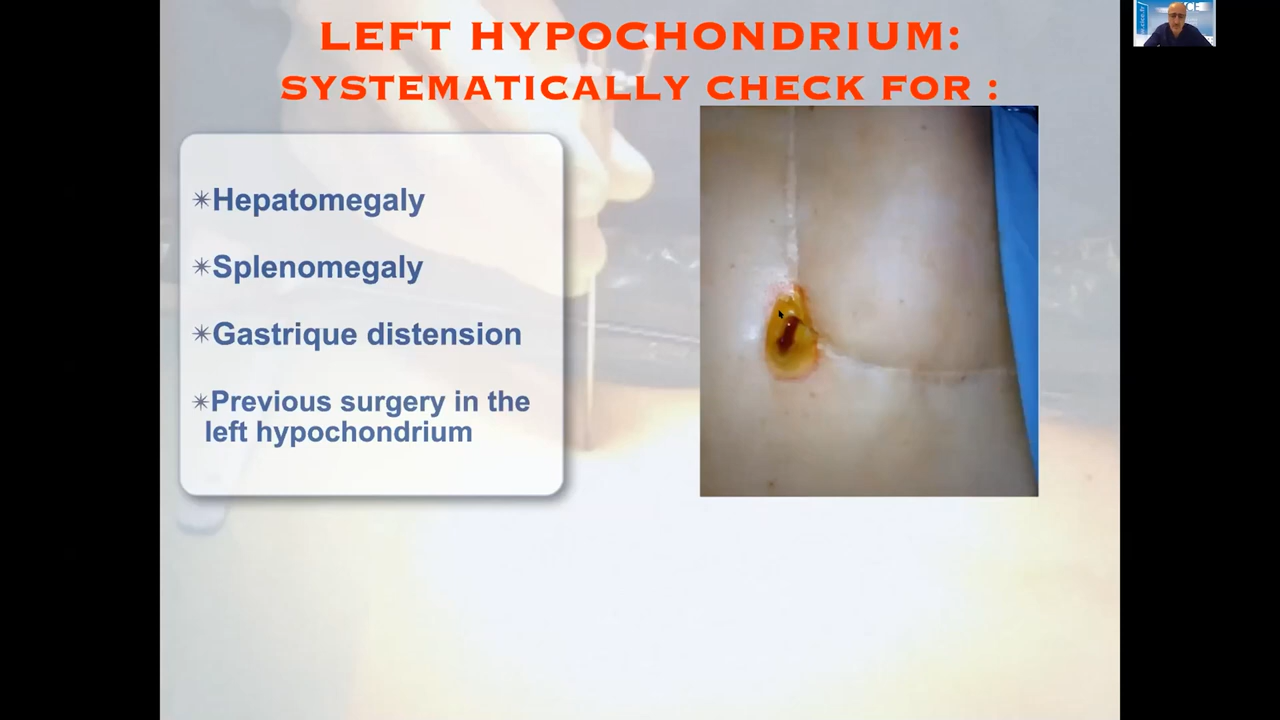 LEFT HYPOCHONDRIUM:
SYSTEMATICALLY CHECK FOR :
✴Hepatomegaly
✴Splenomegaly
✴Gastrique distension
✴Previous surgery in the
left hypochondrium